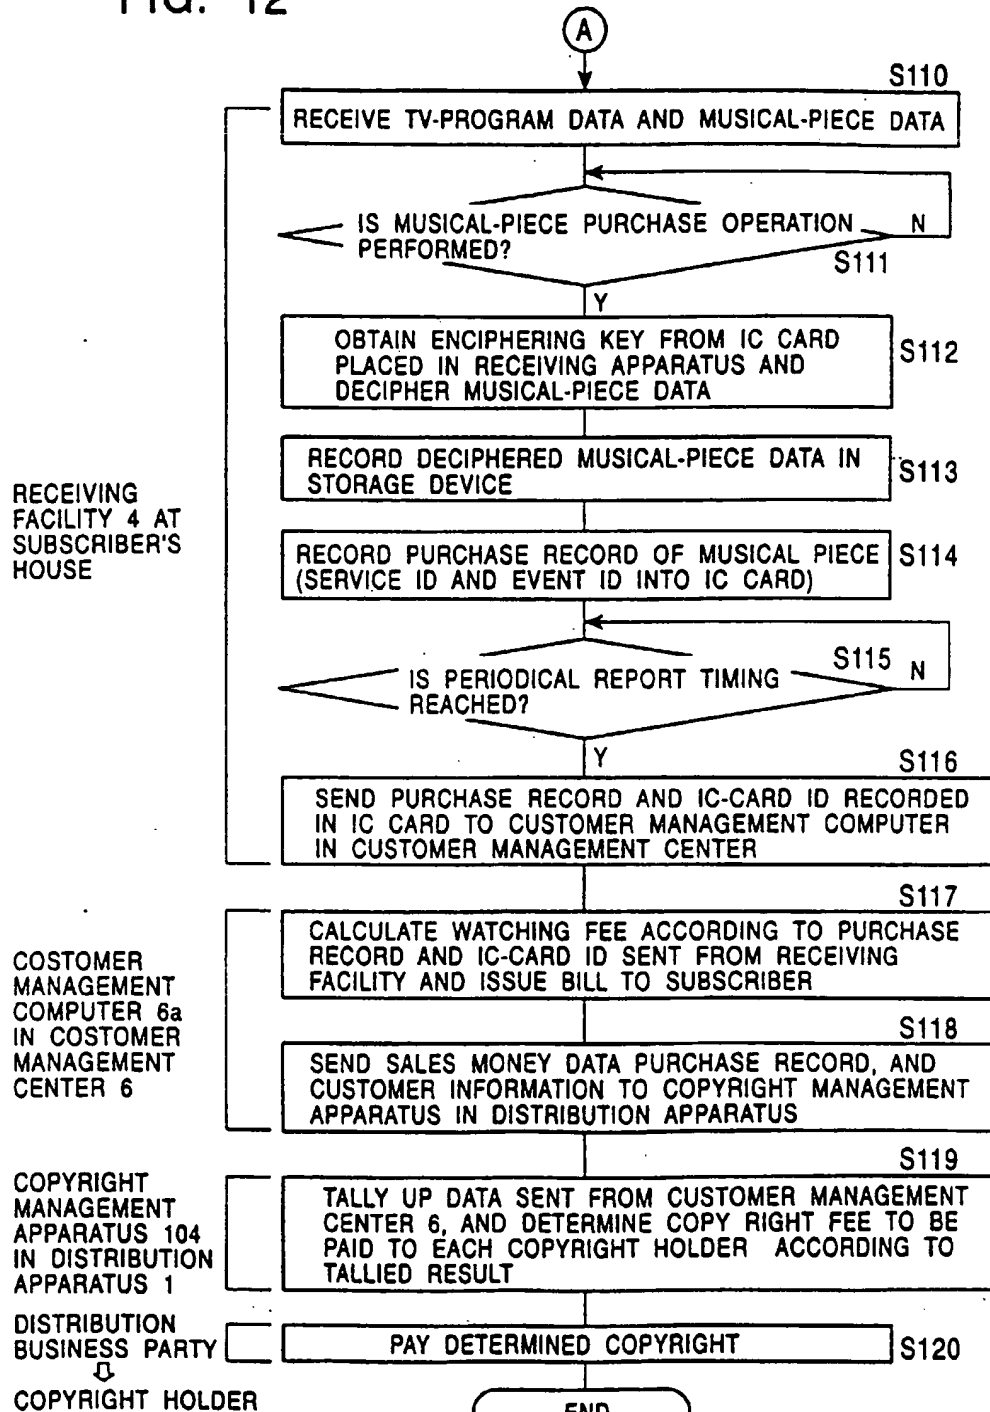 FIG. 12
A
S110
RECEIVE TV-PROGRAM DATA AND MUSICAL-PIECE DATA
IS MUSICAL-PIECE PURCHASE OPERATION
PERFORMED?
N
S111
Y
OBTAIN ENCIPHERING KEY FROM IC CARD
PLACED IN RECEIVING APPARATUS AND
DECIPHER MUSICAL-PIECE DATA
S112
RECORD DECIPHERED MUSICAL-PIECE DATA IN
STORAGE DEVICE
S113
RECEIVING
FACILITY 4 AT
SUBSCRIBER'S
HOUSE
RECORD PURCHASE RECORD OF MUSICAL PIECE
(SERVICE ID AND EVENT ID INTO IC CARD)
S114
IS PERIODICAL REPORT TIMING
REACHED?
S115
N
Y
S116
SEND PURCHASE RECORD AND IC-CARD ID RECORDED
IN IC CARD TO CUSTOMER MANAGEMENT COMPUTER
IN CUSTOMER MANAGEMENT CENTER
S117
CALCULATE WATCHING FEE ACCORDING TO PURCHASE
RECORD AND IC-CARD ID SENT FROM RECEIVING
FACILITY AND ISSUE BILL TO SUBSCRIBER
COSTOMER
MANAGEMENT
COMPUTER 6a
IN COSTOMER
MANAGEMENT
CENTER 6
S118
SEND SALES MONEY DATA PURCHASE RECORD, AND
CUSTOMER INFORMATION TO COPYRIGHT MANAGEMENT
APPARATUS IN DISTRIBUTION APPARATUS
S119
COPYRIGHT
MANAGEMENT
APPARATUS 104
IN DISTRIBUTION
APPARATUS 1
TALLY UP DATA SENT FROM CUSTOMER MANAGEMENT
CENTER 6, AND DETERMINE COPY RIGHT FEE TO BE
PAID TO EACH COPYRIGHT HOLDER ACCORDING TO
TALLIED RESULT
DISTRIBUTION
BUSINESS PARTY
⇩
COPYRIGHT HOLDER
PAY DETERMINED COPYRIGHT
S120
END